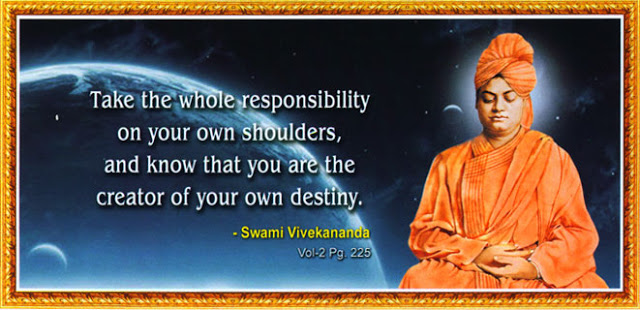 Take the whole responsibility
on your own shoulders,
and know that you are the
creator of your own destiny.
- Swami Vivekananda
Vol-2 Pg. 225